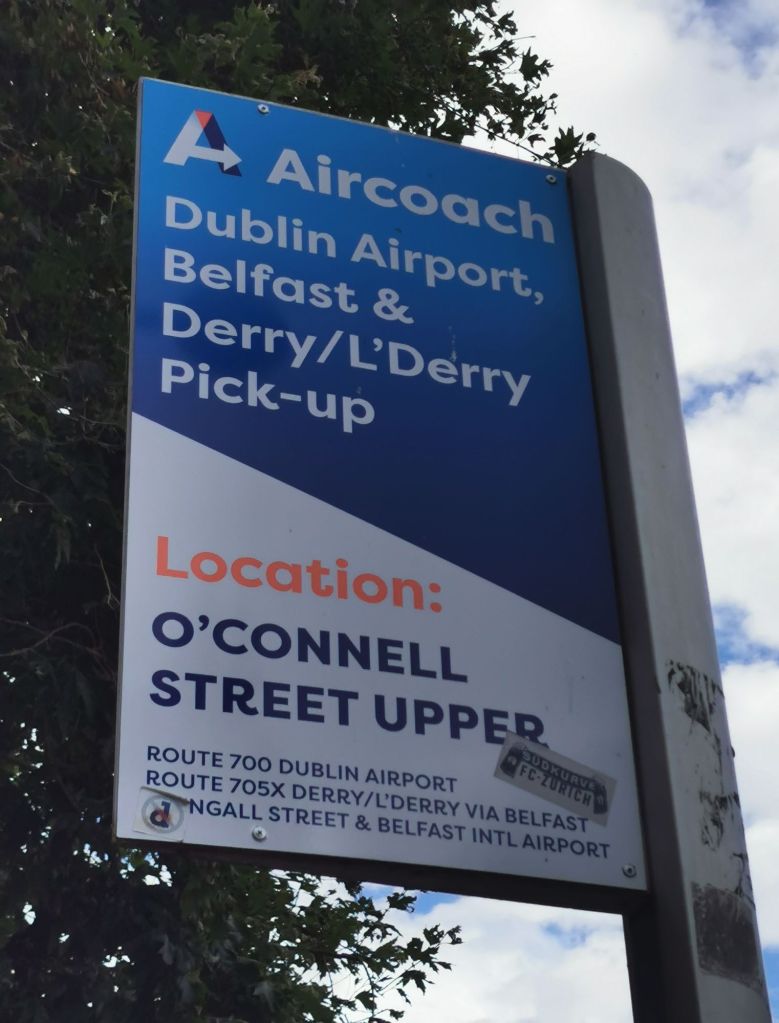 Aircoach
Dublin Airport,
Belfast &
Derry/L'Derry
Pick-up
Location:
O'CONNELL
STREET UPPER
SÜDKURVE
FC-ZÜRICH
ROUTE 700 DUBLIN AIRPORT
ROUTE 705X DERRY/L'DERRY VIA BELFAST
NGALL STREET & BELFAST INTL AIRPORT